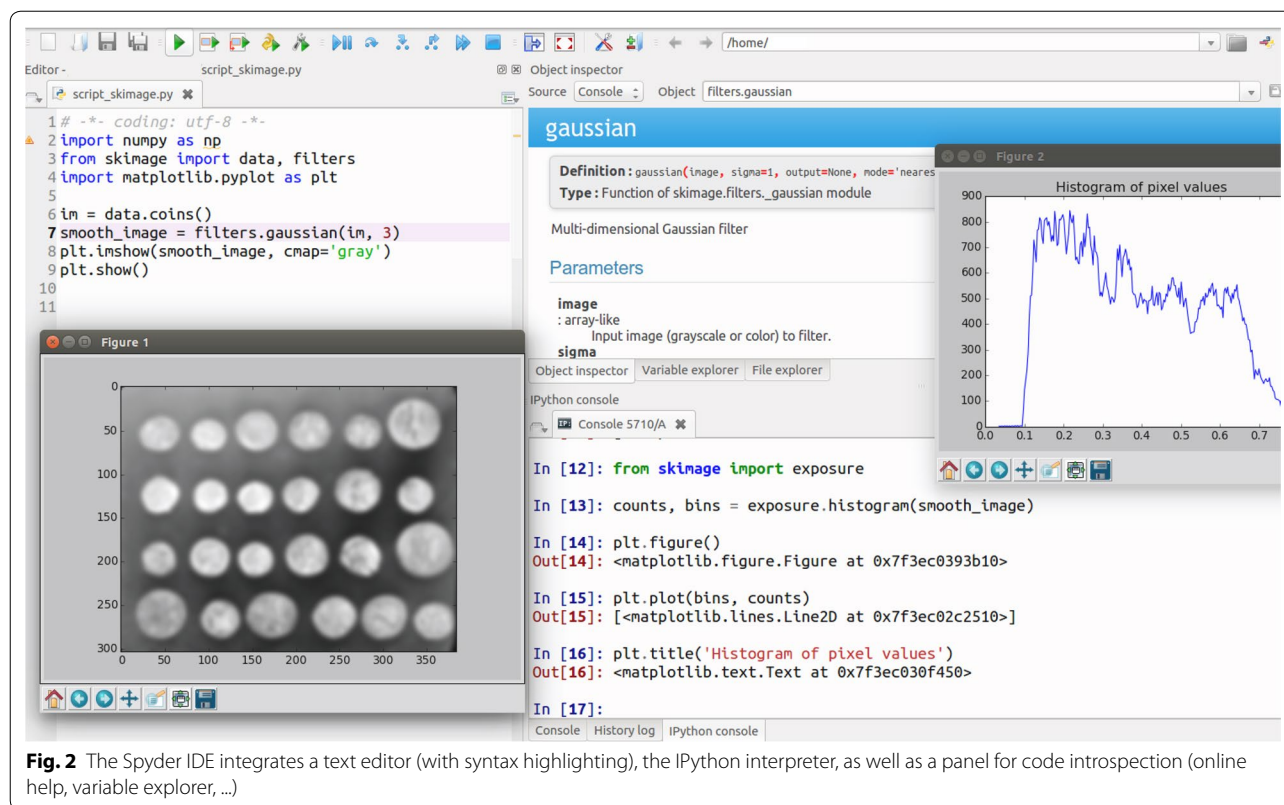 /home/
Editor - script_skimage.py
script_skimage.py
1 # -*- coding: utf-8 -*-
2 import numpy as np
3 from skimage import data, filters
4 import matplotlib.pyplot as plt
5
6 im = data.coins()
7 smooth_image = filters.gaussian(im, 3)
8 plt.imshow(smooth_image, cmap='gray')
9 plt.show()
10
11
Figure 1
0
50
100
150
200
250
300
0 50 100 150 200 250 300 350
Object inspector
Source Console Object filters.gaussian
gaussian
Definition : gaussian(image, sigma=1, output=None, mode='neares
Type : Function of skimage.filters._gaussian module
Multi-dimensional Gaussian filter
Parameters
image
: array-like
Input image (grayscale or color) to filter.
sigma
Object inspector Variable explorer File explorer
Figure 2
Histogram of pixel values
900
800
700
600
500
400
300
200
100
0
0.0 0.1 0.2 0.3 0.4 0.5 0.6 0.7
IPython console
IP[ Console 5710/A
In [12]: from skimage import exposure
In [13]: counts, bins = exposure.histogram(smooth_image)
In [14]: plt.figure()
Out[14]: <matplotlib.figure.Figure at 0x7f3ec0393b10>
In [15]: plt.plot(bins, counts)
Out[15]: [<matplotlib.lines.Line2D at 0x7f3ec02c2510>]
In [16]: plt.title('Histogram of pixel values')
Out[16]: <matplotlib.text.Text at 0x7f3ec030f450>
In [17]:
Console History log IPython console
Fig. 2 The Spyder IDE integrates a text editor (with syntax highlighting), the IPython interpreter, as well as a panel for code introspection (online
help, variable explorer, ...)